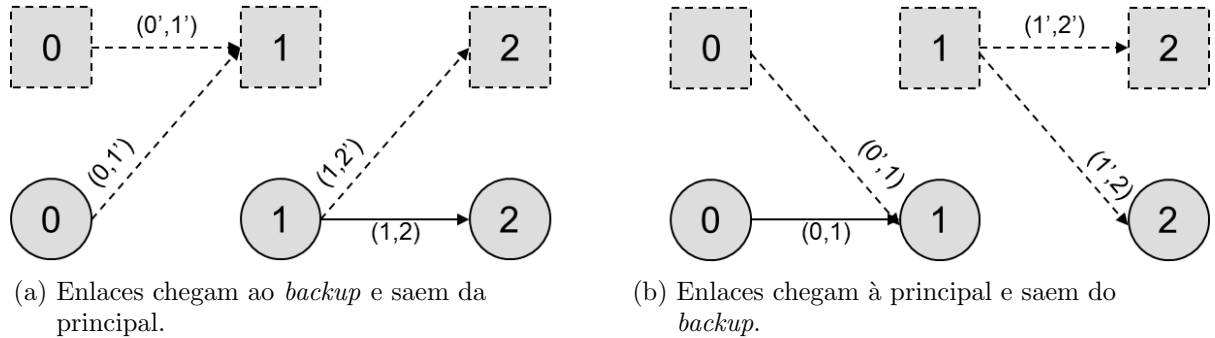 0 (0',1') 1 2
(0,1') (1,2')
0 1 (1,2) 2
(a) Enlaces chegam ao backup e saem da
principal.
0 1 (1',2') 2
(0',1) (1',2)
0 (0,1) 1 2
(b) Enlaces chegam à principal e saem do
backup.